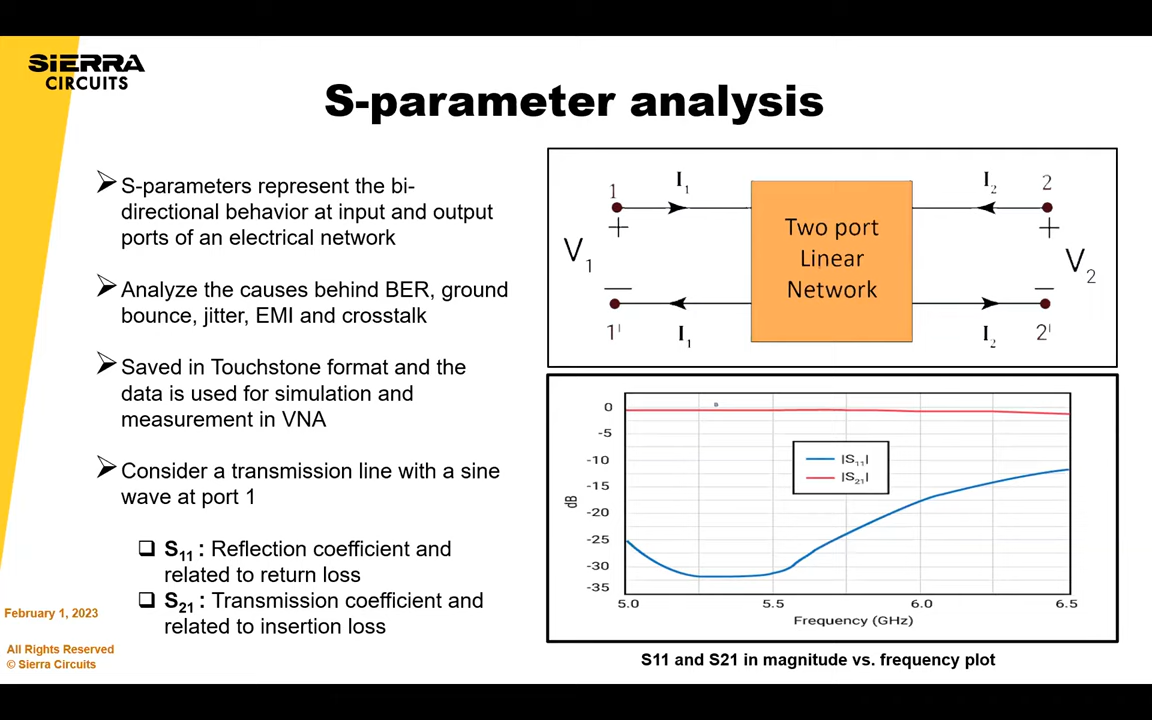 SIERRA
CIRCUITS
S-parameter analysis
S-parameters represent the bi-
directional behavior at input and output
ports of an electrical network
Analyze the causes behind BER, ground
bounce, jitter, EMI and crosstalk
Saved in Touchstone format and the
data is used for simulation and
measurement in VNA
Consider a transmission line with a sine
wave at port 1
S11 : Reflection coefficient and
related to return loss
S21 : Transmission coefficient and
related to insertion loss
February 1, 2023
All Rights Reserved
© Sierra Circuits
1 I1 I2 2
+ +
V1 V2
Two port
Linear
Network
— —
1' I1 I2 2'
0
-5
-10
-15
-20
-25
-30
-35
dB
|S11|
|S21|
5.0 5.5 6.0 6.5
Frequency (GHz)
S11 and S21 in magnitude vs. frequency plot